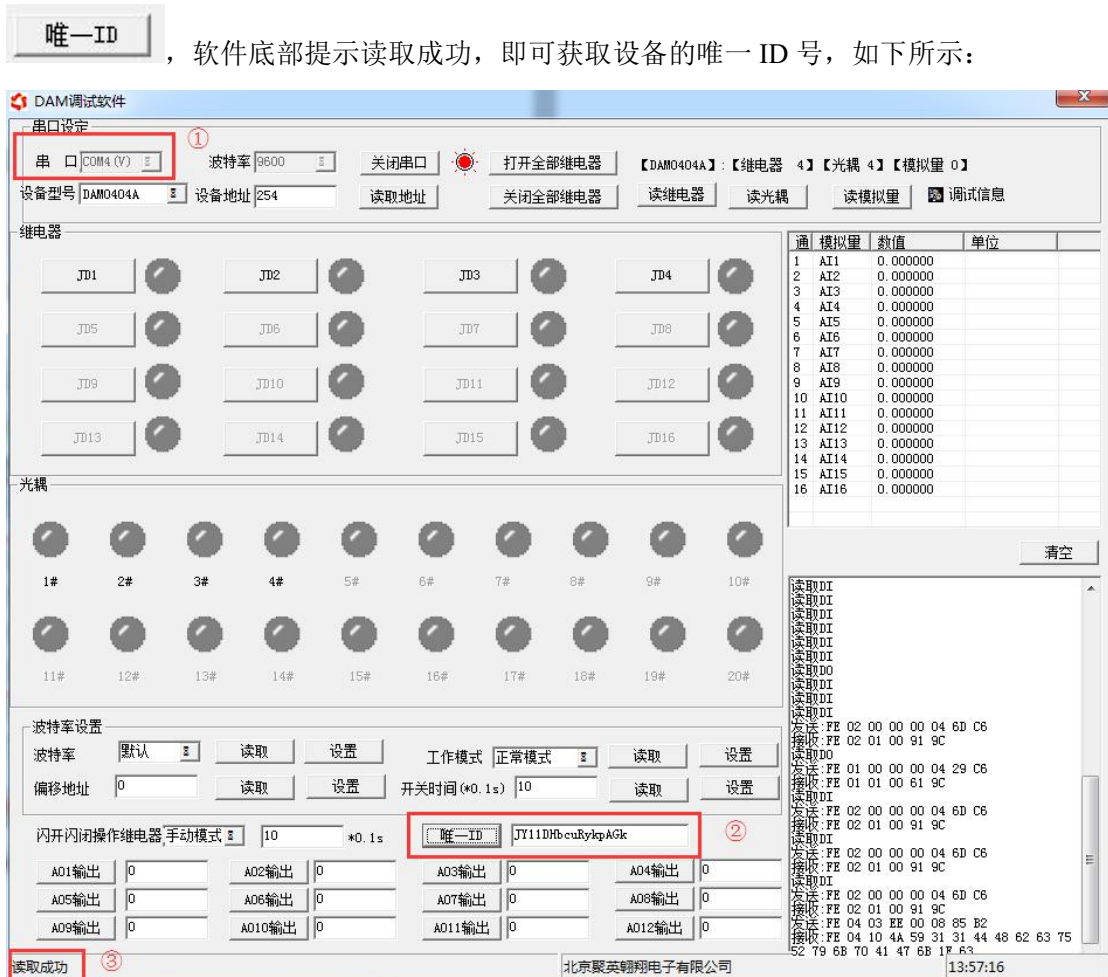 唯一ID
，软件底部提示读取成功，即可获取设备的唯一 ID 号，如下所示：
DAM调试软件
串口设定
①
串 口 COM4 (V) 波特率 9600 关闭串口 打开全部继电器 【DAM0404A】:【继电器 4】【光耦 4】【模拟量 0】
设备型号 DAM0404A 设备地址 254 读取地址 关闭全部继电器 读继电器 读光耦 读模拟量 调试信息
继电器
JD1 JD2 JD3 JD4
JD5 JD6 JD7 JD8
JD9 JD10 JD11 JD12
JD13 JD14 JD15 JD16
通 模拟量 数值 单位
1 AI1 0.000000
2 AI2 0.000000
3 AI3 0.000000
4 AI4 0.000000
5 AI5 0.000000
6 AI6 0.000000
7 AI7 0.000000
8 AI8 0.000000
9 AI9 0.000000
10 AI10 0.000000
11 AI11 0.000000
12 AI12 0.000000
13 AI13 0.000000
14 AI14 0.000000
15 AI15 0.000000
16 AI16 0.000000
清空
光耦
1# 2# 3# 4# 5# 6# 7# 8# 9# 10#
11# 12# 13# 14# 15# 16# 17# 18# 19# 20#
读取DI
读取DI
读取DI
读取DI
读取DI
读取DI
读取DO
读取DI
读取DI
读取DI
发送:FE 02 00 00 00 04 6D C6
接收:FE 02 01 00 91 9C
读取DO
发送:FE 01 00 00 00 04 29 C6
接收:FE 01 01 00 61 9C
读取DI
发送:FE 02 00 00 00 04 6D C6
接收:FE 02 01 00 91 9C
读取DI
发送:FE 02 00 00 00 04 6D C6
接收:FE 02 01 00 91 9C
读取DI
发送:FE 02 00 00 00 04 6D C6
接收:FE 02 01 00 91 9C
发送:FE 04 03 EE 00 08 85 B2
接收:FE 04 10 4A 59 31 31 44 48 62 63 75
52 79 6B 70 41 47 6B 1F 63
波特率设置
波特率 默认 读取 设置 工作模式 正常模式 读取 设置
偏移地址 0 读取 设置 开关时间(*0.1s) 10 读取 设置
闪开闪闭操作继电器 手动模式 10 *0.1s 唯一ID JY11DHbcuRykpAGk ②
AO1输出 0 AO2输出 0 AO3输出 0 AO4输出 0
AO5输出 0 AO6输出 0 AO7输出 0 AO8输出 0
AO9输出 0 AO10输出 0 AO11输出 0 AO12输出 0
读取成功 ③ 北京聚英翱翔电子有限公司 13:57:16